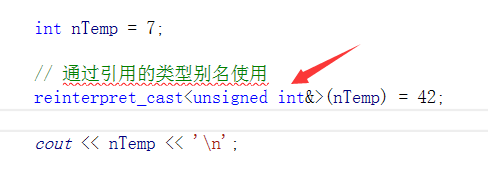 int nTemp = 7;
// 通过引用的类型别名使用
reinterpret_cast<unsigned int&>(nTemp) = 42;
cout << nTemp << '\n';